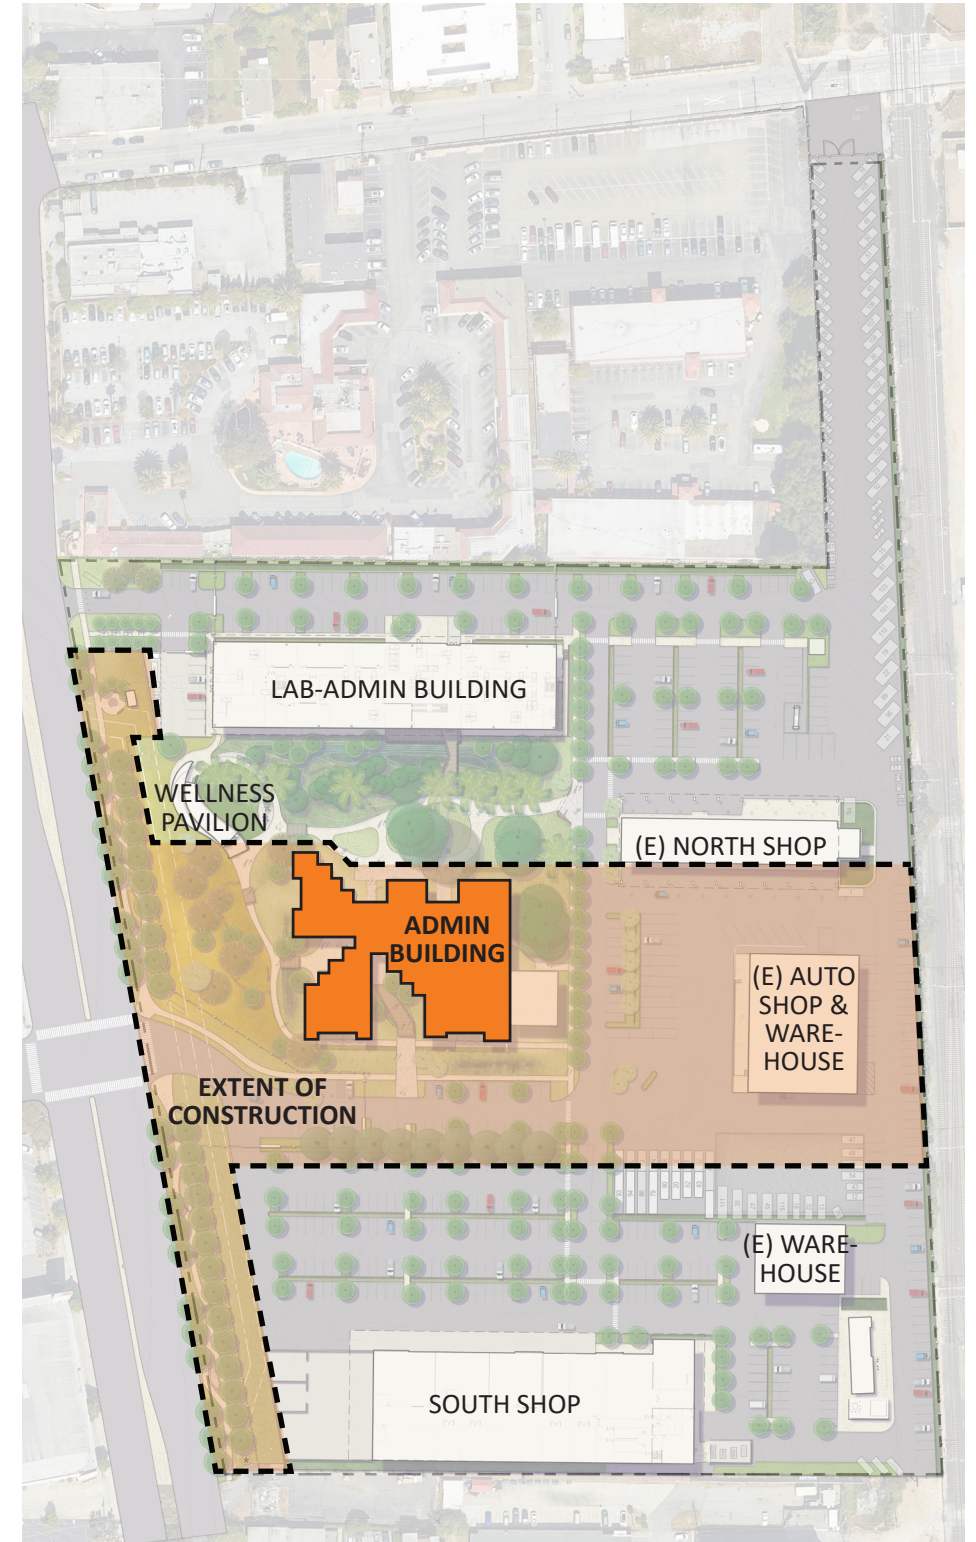 LAB-ADMIN BUILDING
WELLNESS
PAVILION
(E) NORTH SHOP
ADMIN
BUILDING
(E) AUTO
SHOP &
WARE-
HOUSE
EXTENT OF
CONSTRUCTION
(E) WARE-
HOUSE
SOUTH SHOP